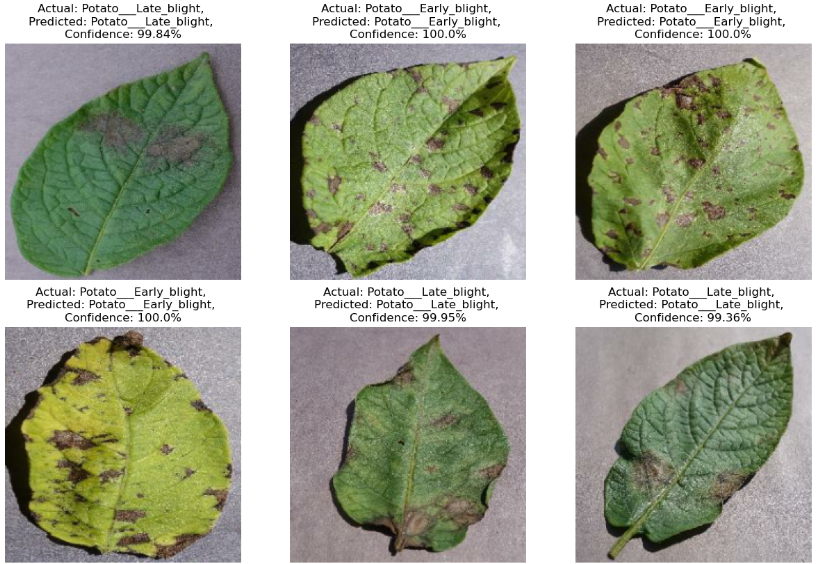 Actual: Potato___Late_blight,
Predicted: Potato___Late_blight,
Confidence: 99.84%
Actual: Potato___Early_blight,
Predicted: Potato___Early_blight,
Confidence: 100.0%
Actual: Potato___Early_blight,
Predicted: Potato___Early_blight,
Confidence: 100.0%
Actual: Potato___Early_blight,
Predicted: Potato___Early_blight,
Confidence: 100.0%
Actual: Potato___Late_blight,
Predicted: Potato___Late_blight,
Confidence: 99.95%
Actual: Potato___Late_blight,
Predicted: Potato___Late_blight,
Confidence: 99.36%